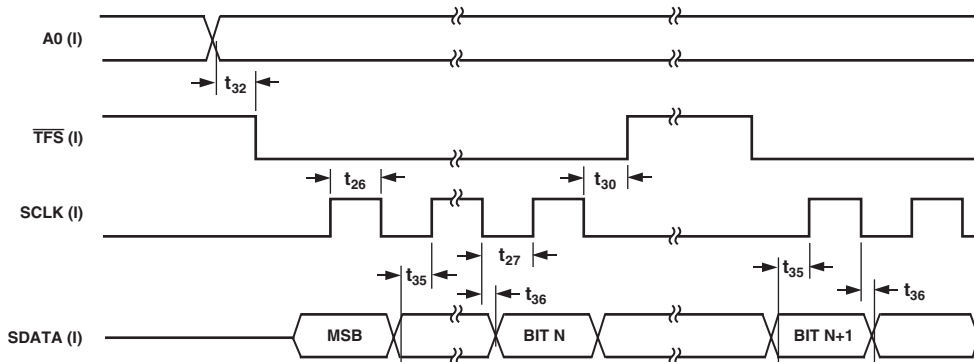 A0 (I)
t32
TFS (I)
t26
t30
SCLK (I)
t27
t35
t35
t36
t36
SDATA (I)
MSB
BIT N
BIT N+1